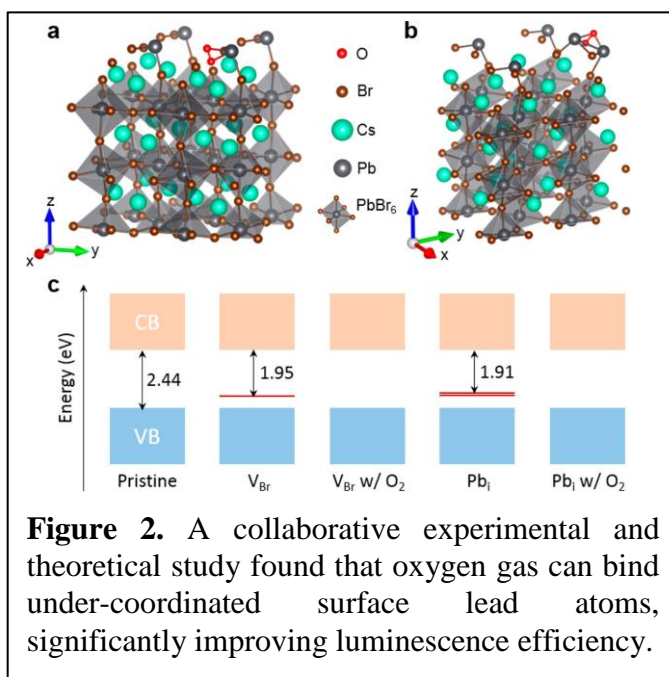 a
b
O
Br
Cs
Pb
PbBr6
z
y
x
z
y
x
c
Energy (eV)
CB
2.44
1.95
1.91
VB
Pristine
VBr
VBr w/ O2
Pbi
Pbi w/ O2
Figure 2. A collaborative experimental and
theoretical study found that oxygen gas can bind
under-coordinated surface lead atoms,
significantly improving luminescence efficiency.